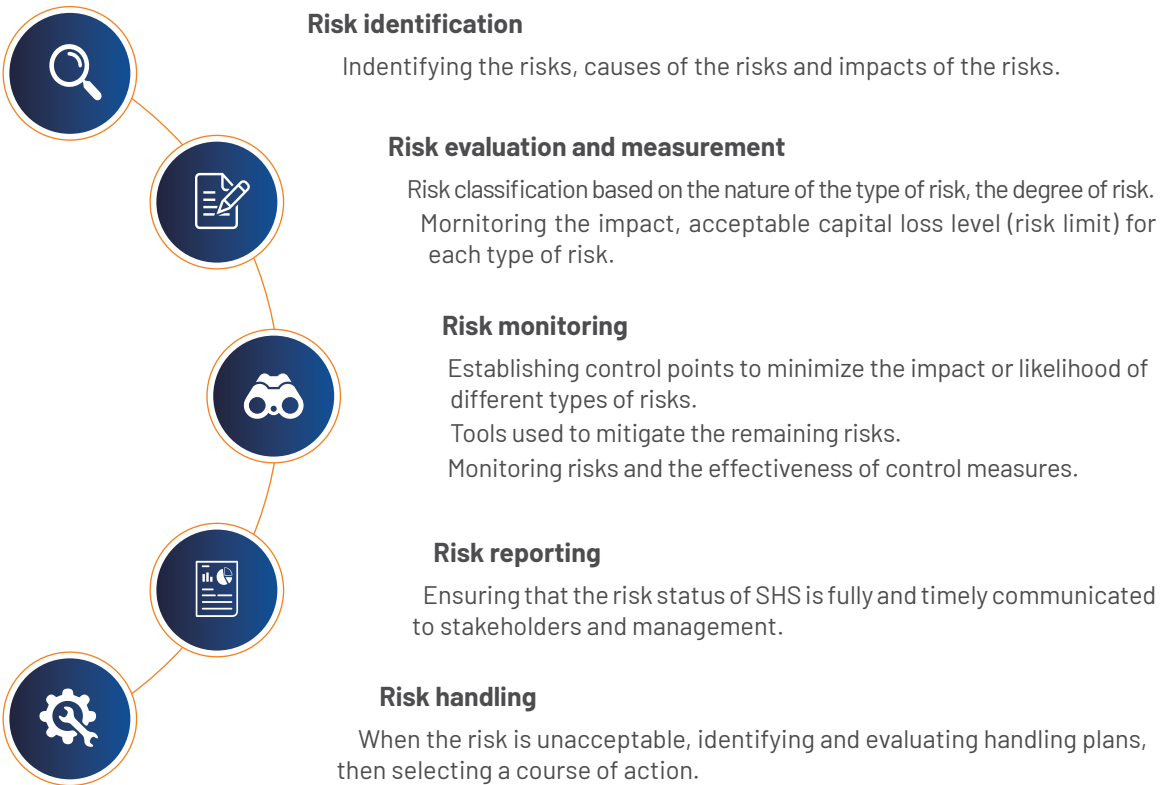 Risk identification
Indentifying the risks, causes of the risks and impacts of the risks.
Risk evaluation and measurement
Risk classification based on the nature of the type of risk, the degree of risk.
Mornitoring the impact, acceptable capital loss level (risk limit) for
each type of risk.
Risk monitoring
Establishing control points to minimize the impact or likelihood of
different types of risks.
Tools used to mitigate the remaining risks.
Monitoring risks and the effectiveness of control measures.
Risk reporting
Ensuring that the risk status of SHS is fully and timely communicated
to stakeholders and management.
Risk handling
When the risk is unacceptable, identifying and evaluating handling plans,
then selecting a course of action.